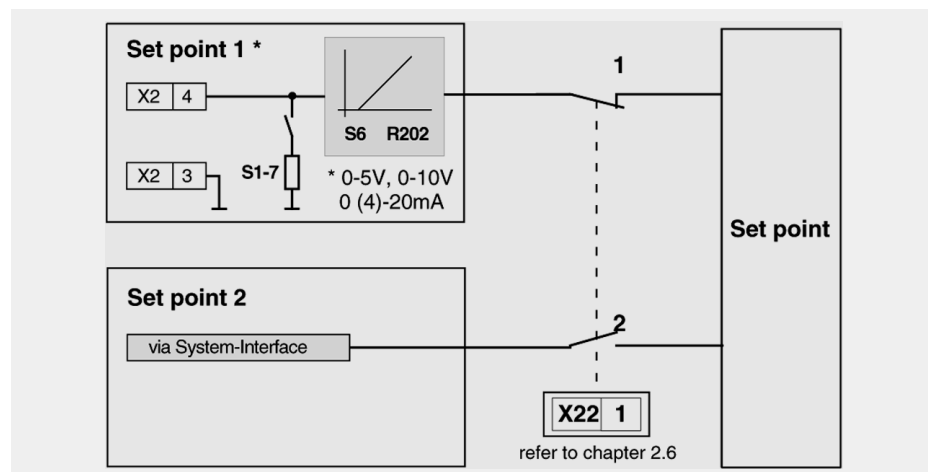 Set point 1 *
X2 4
S6 R202
X2 3
S1-7
* 0-5V, 0-10V
0 (4)-20mA
1
Set point
Set point 2
via System-Interface
2
X22 1
refer to chapter 2.6